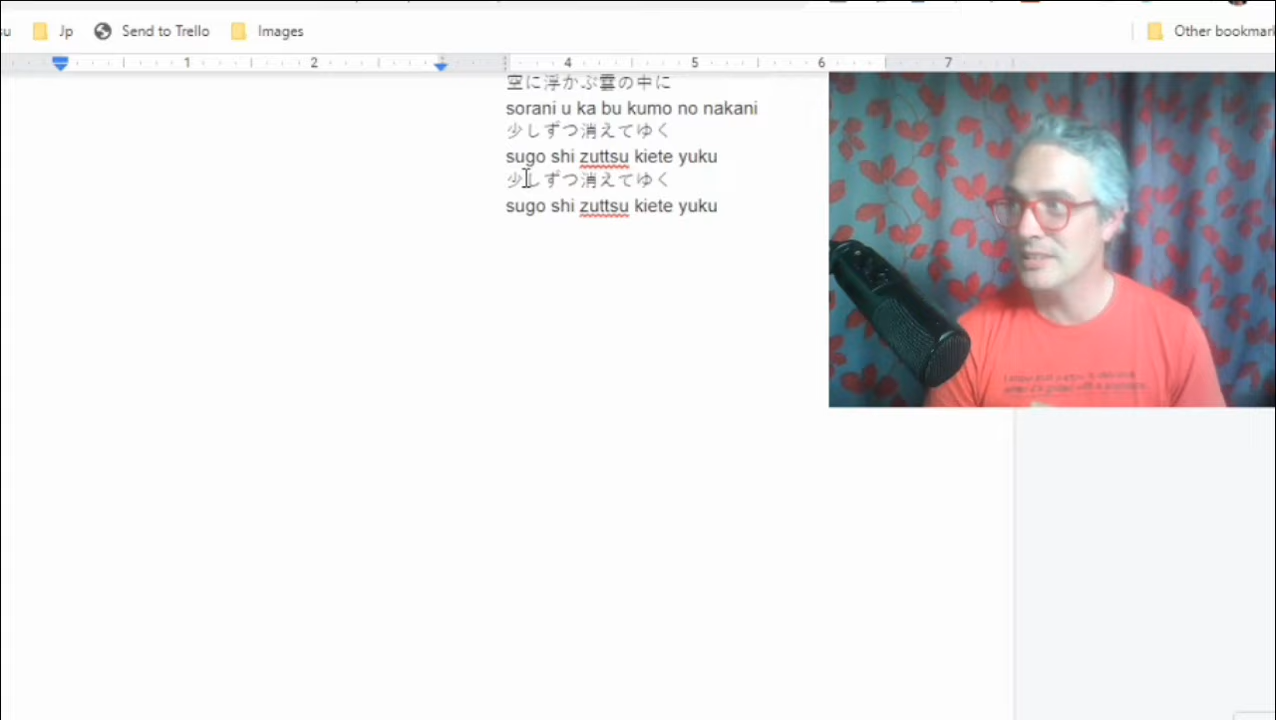 su Jp Send to Trello Images Other bookmark
1 2 4 5 6 7
空に浮かぶ雲の中に
sorani u ka bu kumo no nakani
少しずつ消えてゆく
sugo shi zuttsu kiete yuku
少しずつ消えてゆく
sugo shi zuttsu kiete yuku